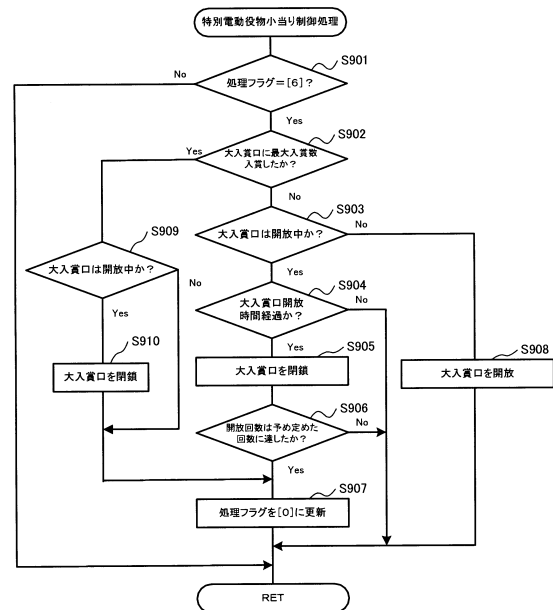 特別電動役物小当り制御処理
S901
No
処理フラグ=[6]?
Yes
S902
Yes
大入賞口に最大入賞数
入賞したか?
No
S903
No
大入賞口は開放中か?
S909
大入賞口は開放中か?
No
Yes
S904
大入賞口開放
時間経過か?
No
Yes
S910
大入賞口を閉鎖
Yes
S905
大入賞口を閉鎖
S908
大入賞口を開放
S906
開放回数は予め定めた
回数に達したか?
No
Yes
S907
処理フラグを[0]に更新
RET